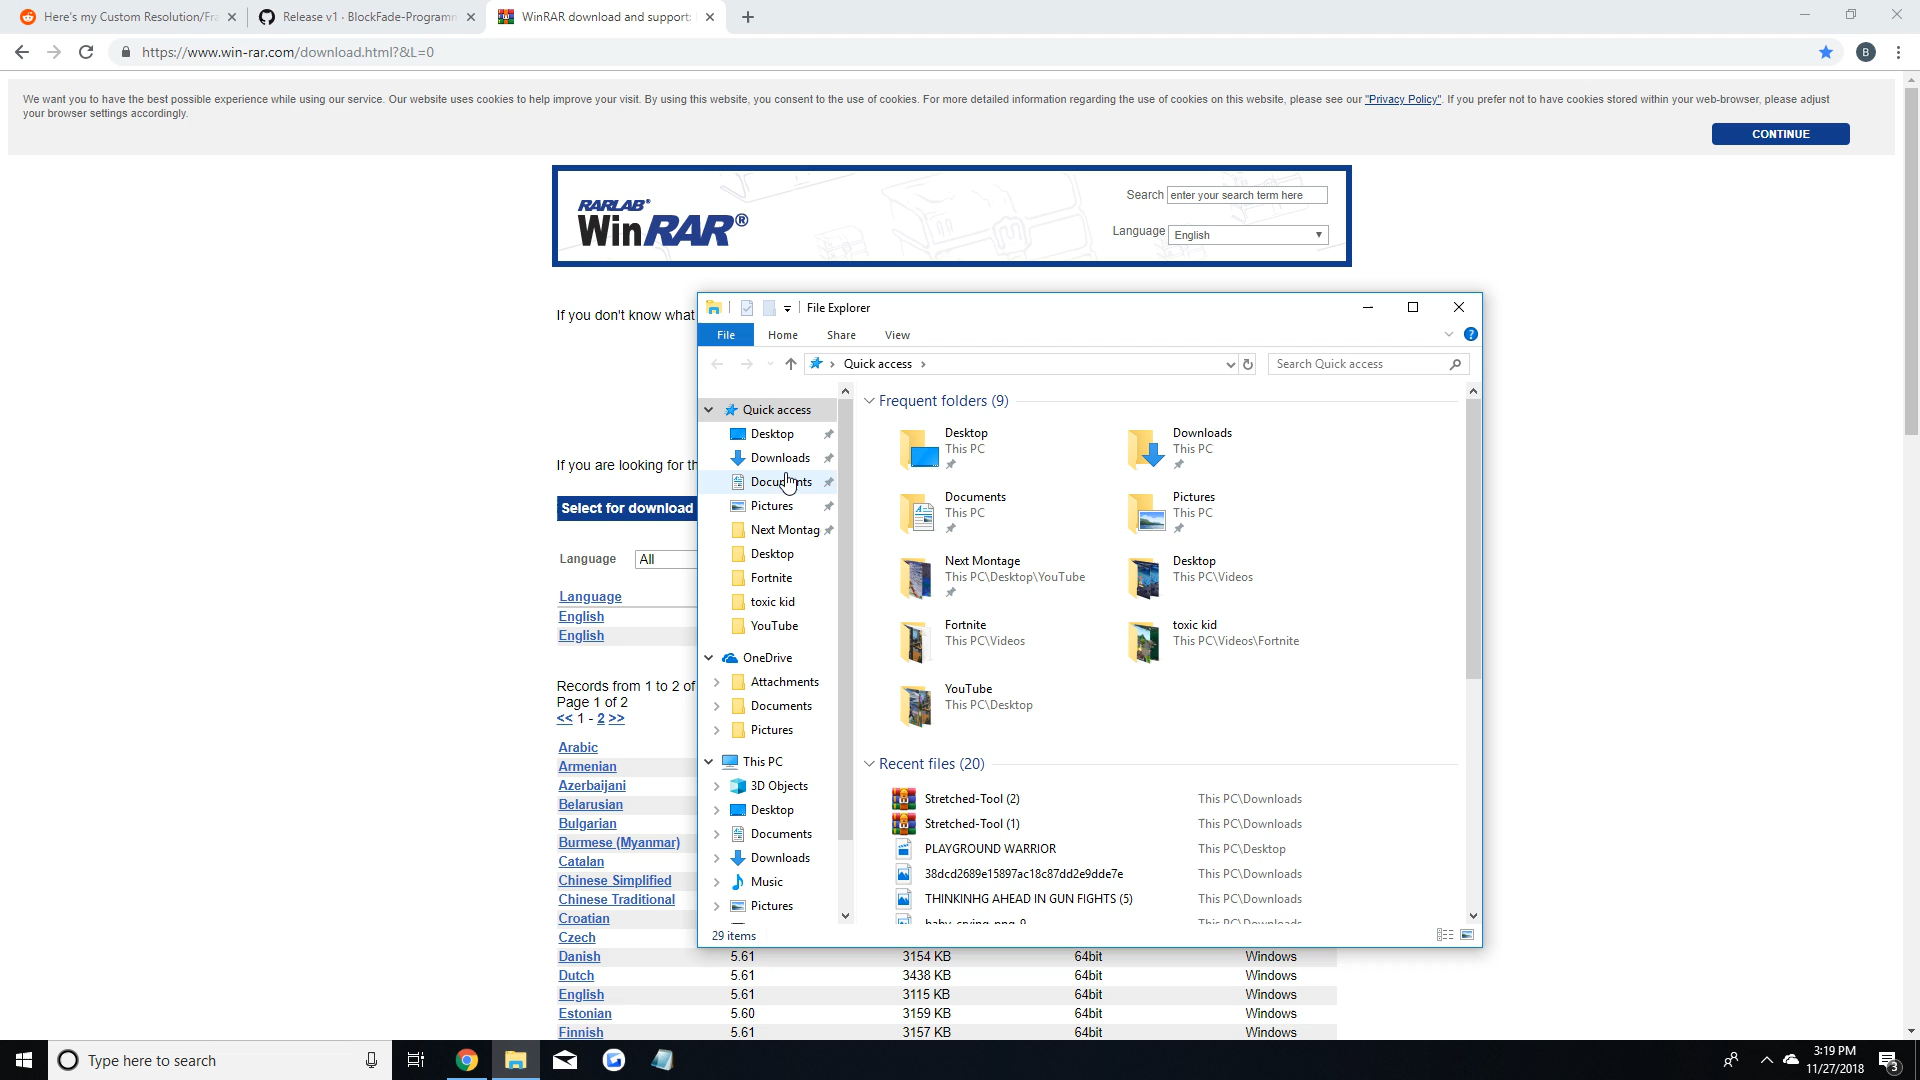 Here's my Custom Resolution/Fra
Release v1 · BlockFade-Programm
WinRAR download and support:
https://www.win-rar.com/download.html?&L=0
B
We want you to have the best possible experience while using our service. Our website uses cookies to help improve your visit. By using this website, you consent to the use of cookies. For more detailed information regarding the use of cookies on this website, please see our "Privacy Policy". If you prefer not to have cookies stored within your web-browser, please adjust
your browser settings accordingly.
CONTINUE
RARLAB®
WinRAR®
Search enter your search term here
Language English
If you don't know what
If you are looking for th
Select for download
Language All
Language
English
English
Records from 1 to 2 of
Page 1 of 2
<< 1 - 2 >>
Arabic
Armenian
Azerbaijani
Belarusian
Bulgarian
Burmese (Myanmar)
Catalan
Chinese Simplified
Chinese Traditional
Croatian
Czech
Danish 5.61 3154 KB 64bit Windows
Dutch 5.61 3438 KB 64bit Windows
English 5.61 3115 KB 64bit Windows
Estonian 5.60 3159 KB 64bit Windows
Finnish 5.61 3157 KB 64bit Windows
File Explorer
File Home Share View
?
Quick access
Search Quick access
Quick access
Desktop
Downloads
Documents
Pictures
Next Montag
Desktop
Fortnite
toxic kid
YouTube
OneDrive
Attachments
Documents
Pictures
This PC
3D Objects
Desktop
Documents
Downloads
Music
Pictures
Frequent folders (9)
Desktop
This PC
Downloads
This PC
Documents
This PC
Pictures
This PC
Next Montage
This PC\Desktop\YouTube
Desktop
This PC\Videos
Fortnite
This PC\Videos
toxic kid
This PC\Videos\Fortnite
YouTube
This PC\Desktop
Recent files (20)
Stretched-Tool (2) This PC\Downloads
Stretched-Tool (1) This PC\Downloads
PLAYGROUND WARRIOR This PC\Desktop
38dcd2689e15897ac18c87dd2e9dde7e This PC\Downloads
THINKINHG AHEAD IN GUN FIGHTS (5) This PC\Downloads
baby_crying_png_9 This PC\Downloads
29 items
Type here to search
3:19 PM
11/27/2018
3